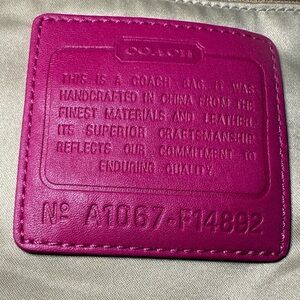 COACH
THIS IS A COACH BAG. IT WAS
HANDCRAFTED IN CHINA FROM THE
FINEST MATERIALS AND LEATHER.
ITS SUPERIOR CRAFTSMANSHIP
REFLECTS OUR COMMITMENT TO
ENDURING QUALITY.
Nº A1067-F14892